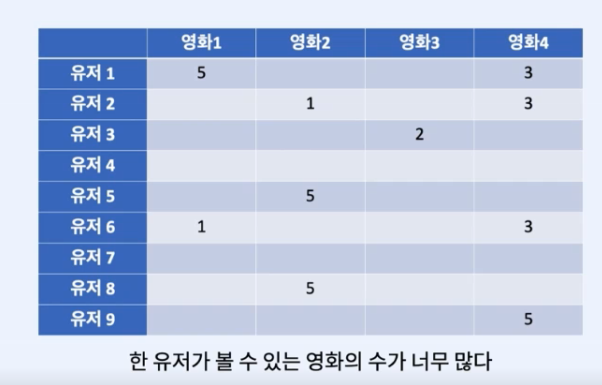 영화1 영화2 영화3 영화4
유저 1 5 3
유저 2 1 3
유저 3 2
유저 4
유저 5 5
유저 6 1 3
유저 7
유저 8 5
유저 9 5
한 유저가 볼 수 있는 영화의 수가 너무 많다